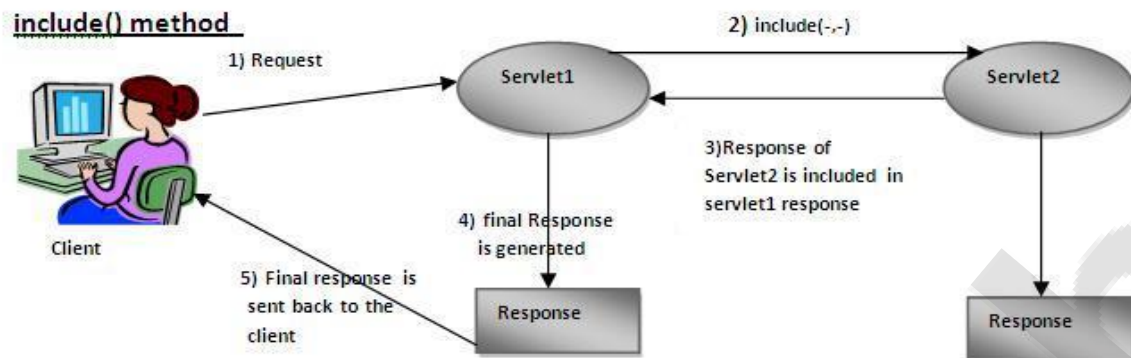 include() method
1) Request
2) include(-,-)
Servlet1
Servlet2
3)Response of
Servlet2 is included in
servlet1 response
4) final Response
is generated
Client
5) Final response is
sent back to the
client
Response
Response